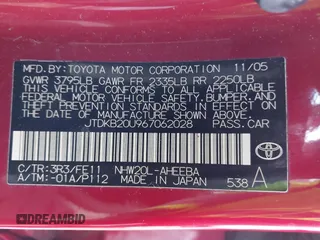 MFD.BY: TOYOTA MOTOR CORPORATION 11/05
GVWR 3795LB GAWR FR 2335LB RR 2250LB
THIS VEHICLE CONFORMS TO ALL APPLICABLE
FEDERAL MOTOR VEHICLE SAFETY, BUMPER, AND
THEFT PREVENTION STANDARDS IN EFFECT ON
THE DATE OF MANUFACTURE SHOWN ABOVE.
JTDKB20U967062028
PASS. CAR
C/TR: 3R3/FE11 NHW20L-AHEEBA
A/TM: -01A/P112 MADE IN JAPAN 538 A
TOYOTA
DREAMBID